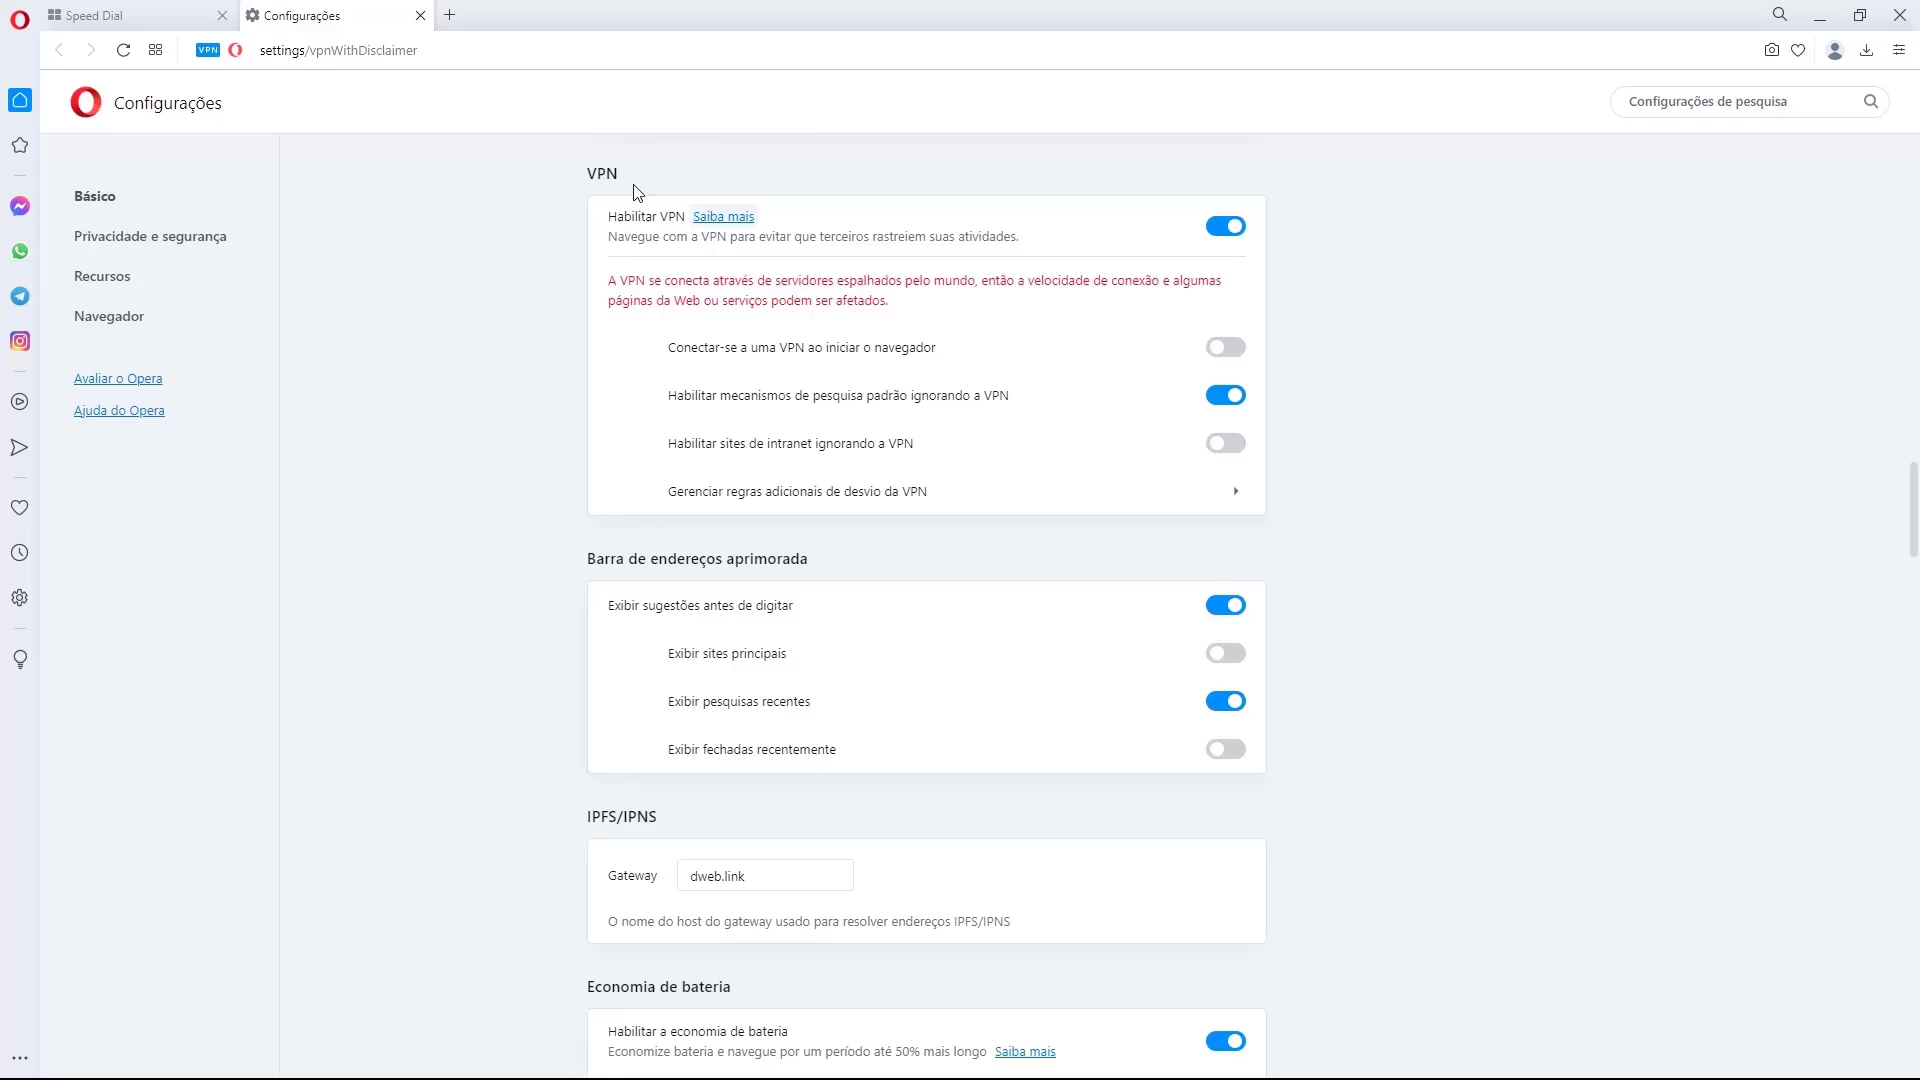 Speed Dial
Configurações
VPN
settings/vpnWithDisclaimer
Configurações
Configurações de pesquisa
Básico
Privacidade e segurança
Recursos
Navegador
Avaliar o Opera
Ajuda do Opera
VPN
Habilitar VPN Saiba mais
Navegue com a VPN para evitar que terceiros rastreiem suas atividades.
A VPN se conecta através de servidores espalhados pelo mundo, então a velocidade de conexão e algumas
páginas da Web ou serviços podem ser afetados.
Conectar-se a uma VPN ao iniciar o navegador
Habilitar mecanismos de pesquisa padrão ignorando a VPN
Habilitar sites de intranet ignorando a VPN
Gerenciar regras adicionais de desvio da VPN
Barra de endereços aprimorada
Exibir sugestões antes de digitar
Exibir sites principais
Exibir pesquisas recentes
Exibir fechadas recentemente
IPFS/IPNS
Gateway dweb.link
O nome do host do gateway usado para resolver endereços IPFS/IPNS
Economia de bateria
Habilitar a economia de bateria
Economize bateria e navegue por um período até 50% mais longo Saiba mais